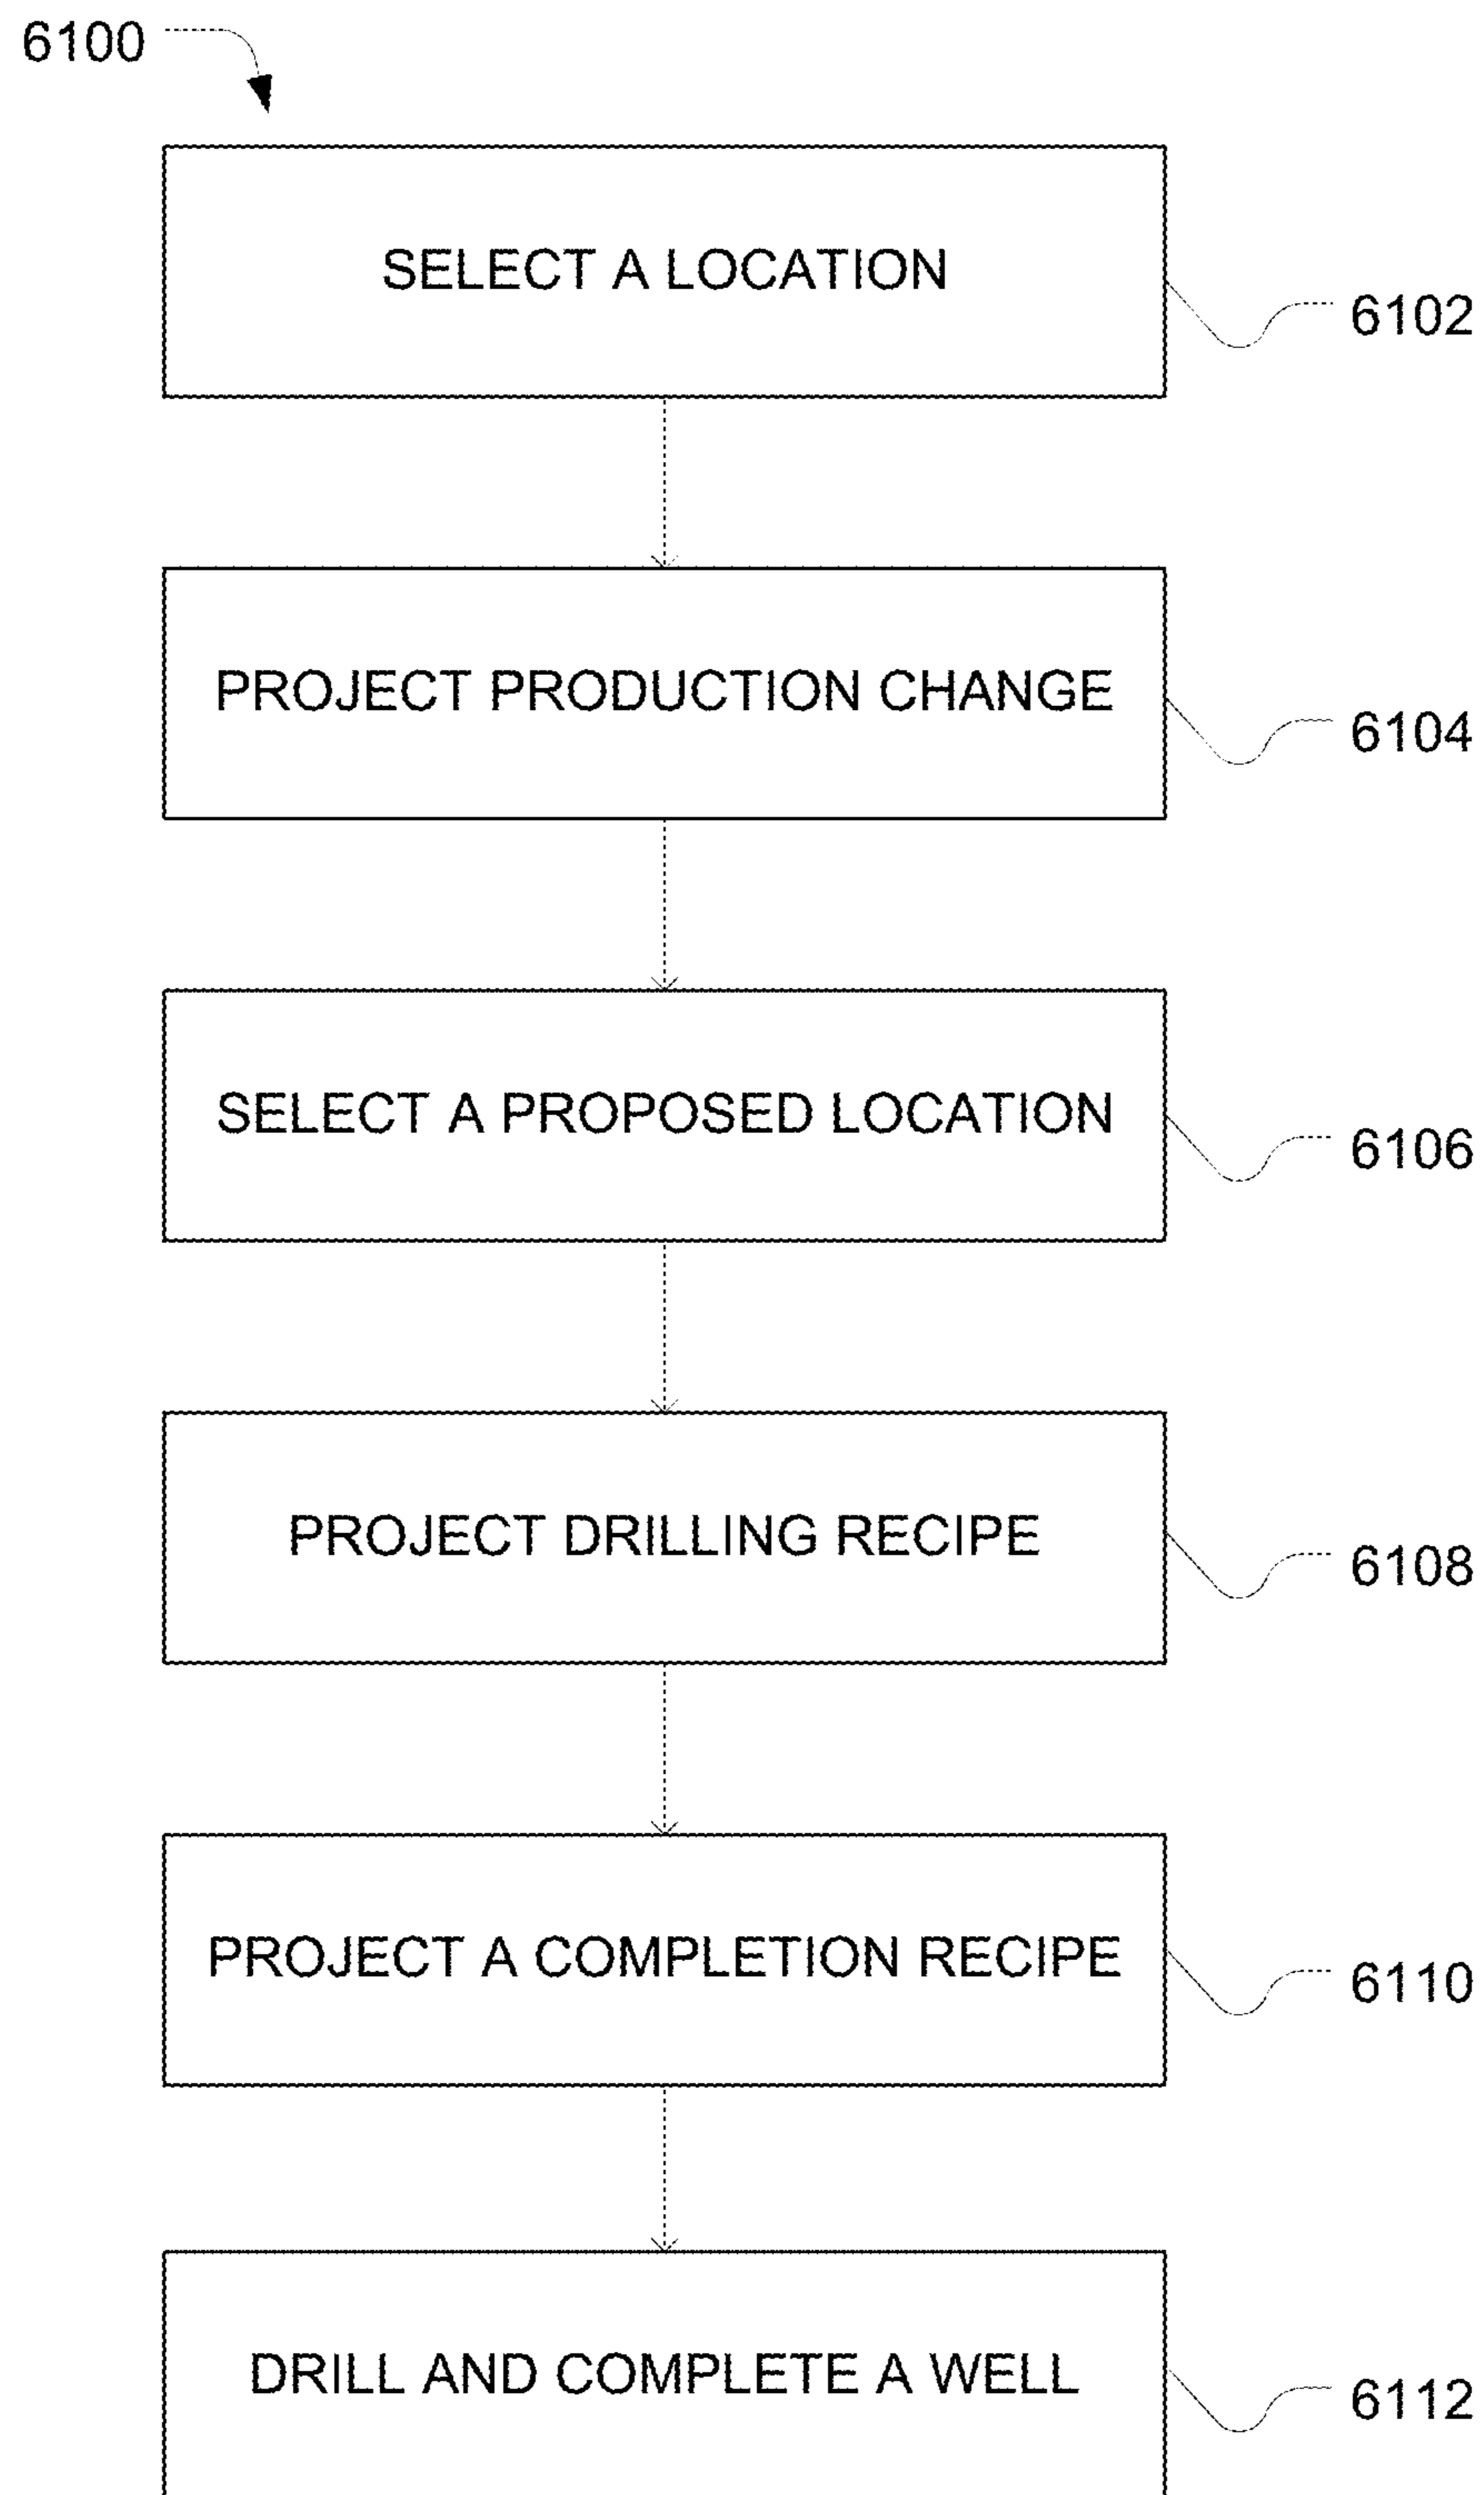 6100
SELECT A LOCATION
6102
PROJECT PRODUCTION CHANGE
6104
SELECT A PROPOSED LOCATION
6106
PROJECT DRILLING RECIPE
6108
PROJECT A COMPLETION RECIPE
6110
DRILL AND COMPLETE A WELL
6112